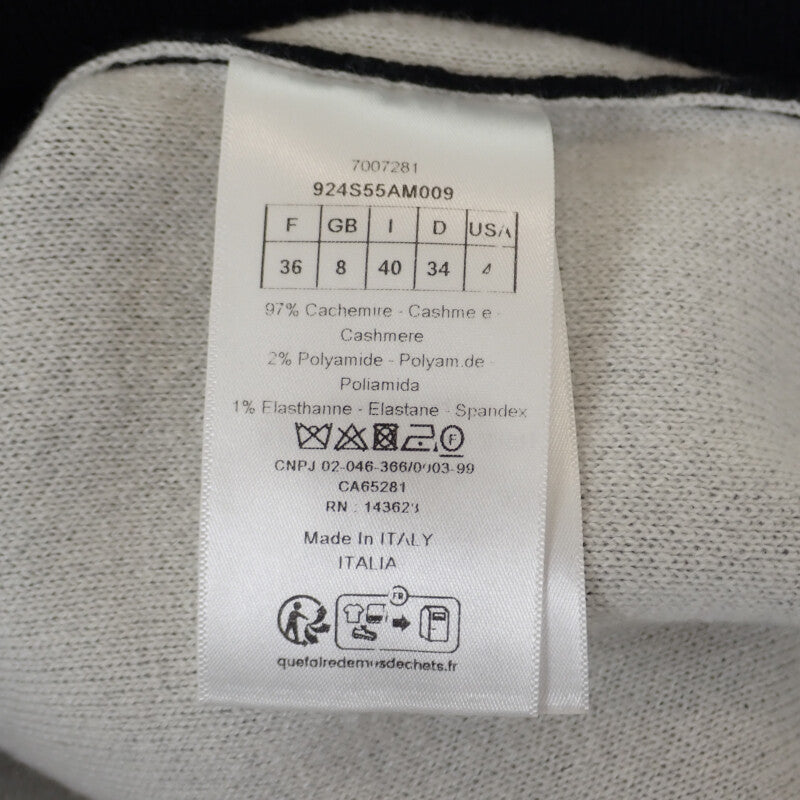 7007281
924S55AM009
F GB I D USA
36 8 40 34 4
97% Cachemire - Cashme e -
Cashmere
2% Polyamide - Polyam.de -
Poliamida
1% Elasthanne - Elastane - Spandex
F
CNPJ 02-046-366/0003-99
CA65281
RN : 143623
Made In ITALY
ITALIA
FR
quefairedemesdechets.fr